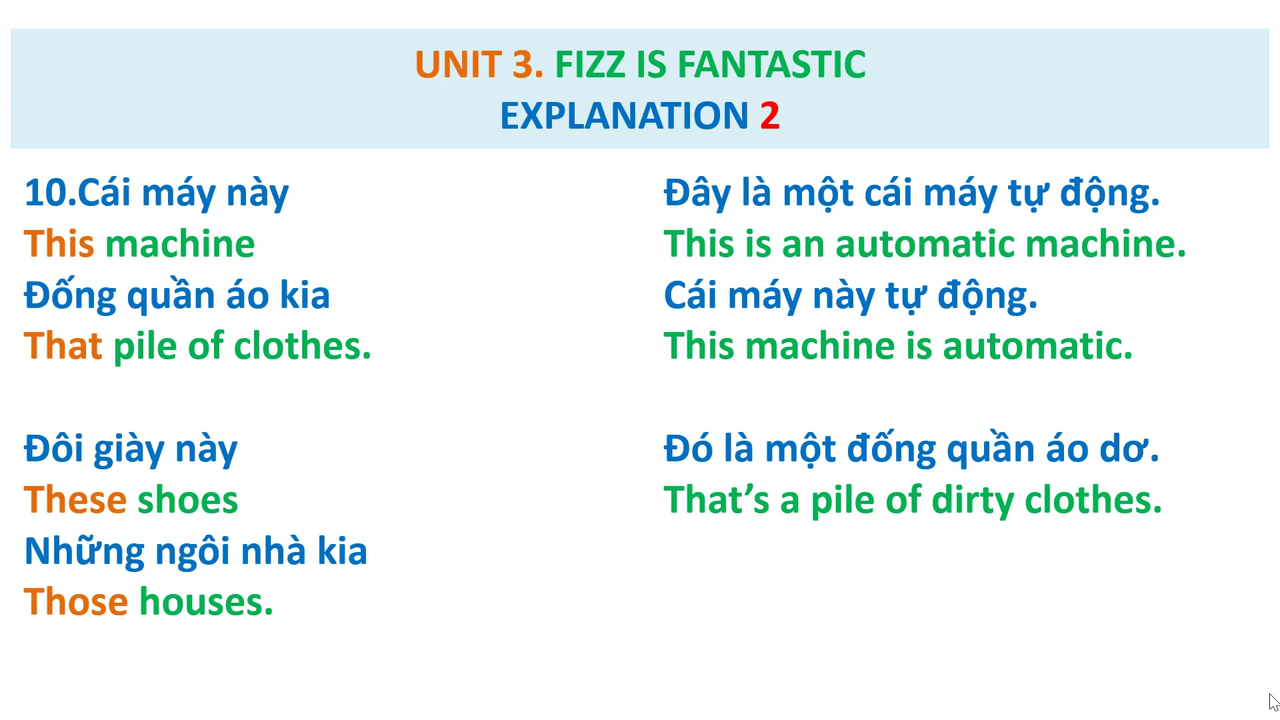 UNIT 3. FIZZ IS FANTASTIC
EXPLANATION 2
10.Cái máy này
This machine
Đống quần áo kia
That pile of clothes.
Đôi giày này
These shoes
Những ngôi nhà kia
Those houses.
Đây là một cái máy tự động.
This is an automatic machine.
Cái máy này tự động.
This machine is automatic.
Đó là một đống quần áo dơ.
That’s a pile of dirty clothes.